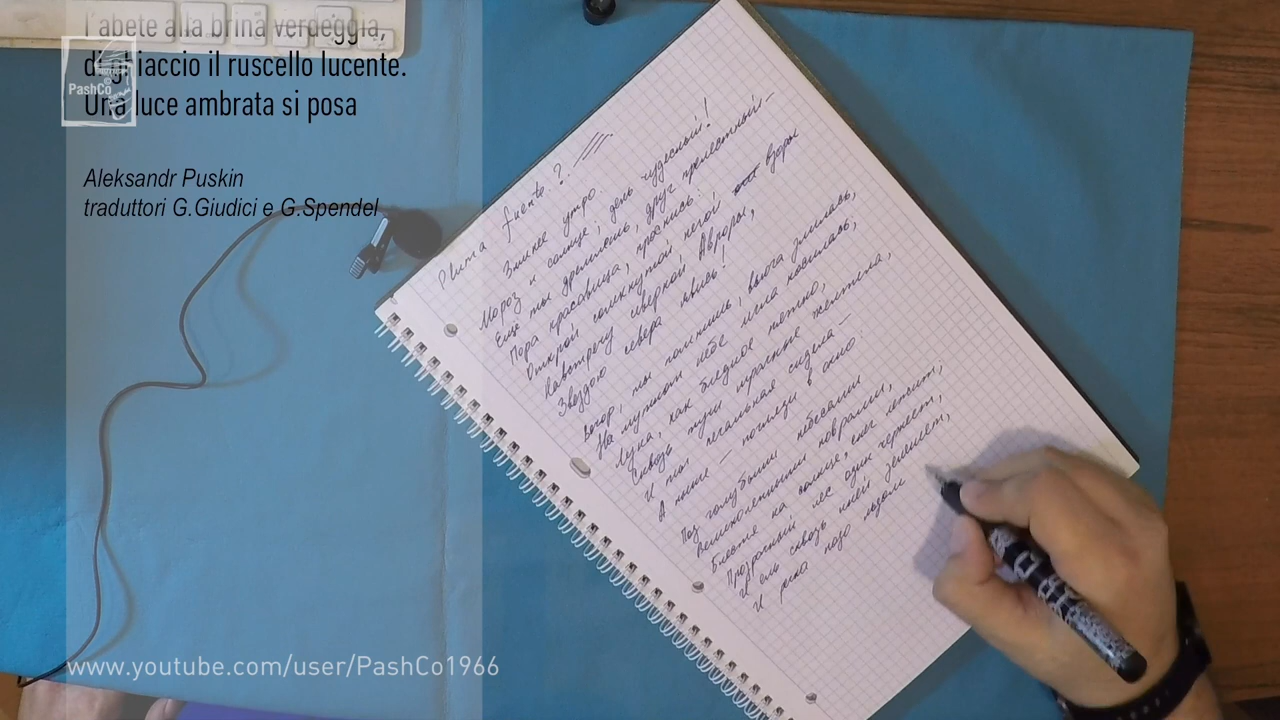 l'abete alla brina verdeggia,
di ghiaccio il ruscello lucente.
Una luce ambrata si posa
Aleksandr Puskin
traduttori G.Giudici e G.Spendel
PashCo
Pluma fuente.?.
Зимнее утро.
Мороз и солнце; день чудесный!
Еще ты дремлешь, друг прелестный –
Пора, красавица, проснись:
Открой сомкнуты негой взоры
Навстречу северной Авроры,
Звездою севера явись!
Вечор, ты помнишь, вьюга злилась,
На мутном небе мгла носилась;
Луна, как бледное пятно,
Сквозь тучи мрачные желтела,
И ты печальная сидела –
А нынче – погляди в окно
Под голубыми небесами
Великолепными коврами,
Блестя на солнце, снег лежит;
Прозрачный лес один чернеет,
И ель сквозь иней зеленеет,
И речка подо льдом
www.youtube.com/user/PashCo1966